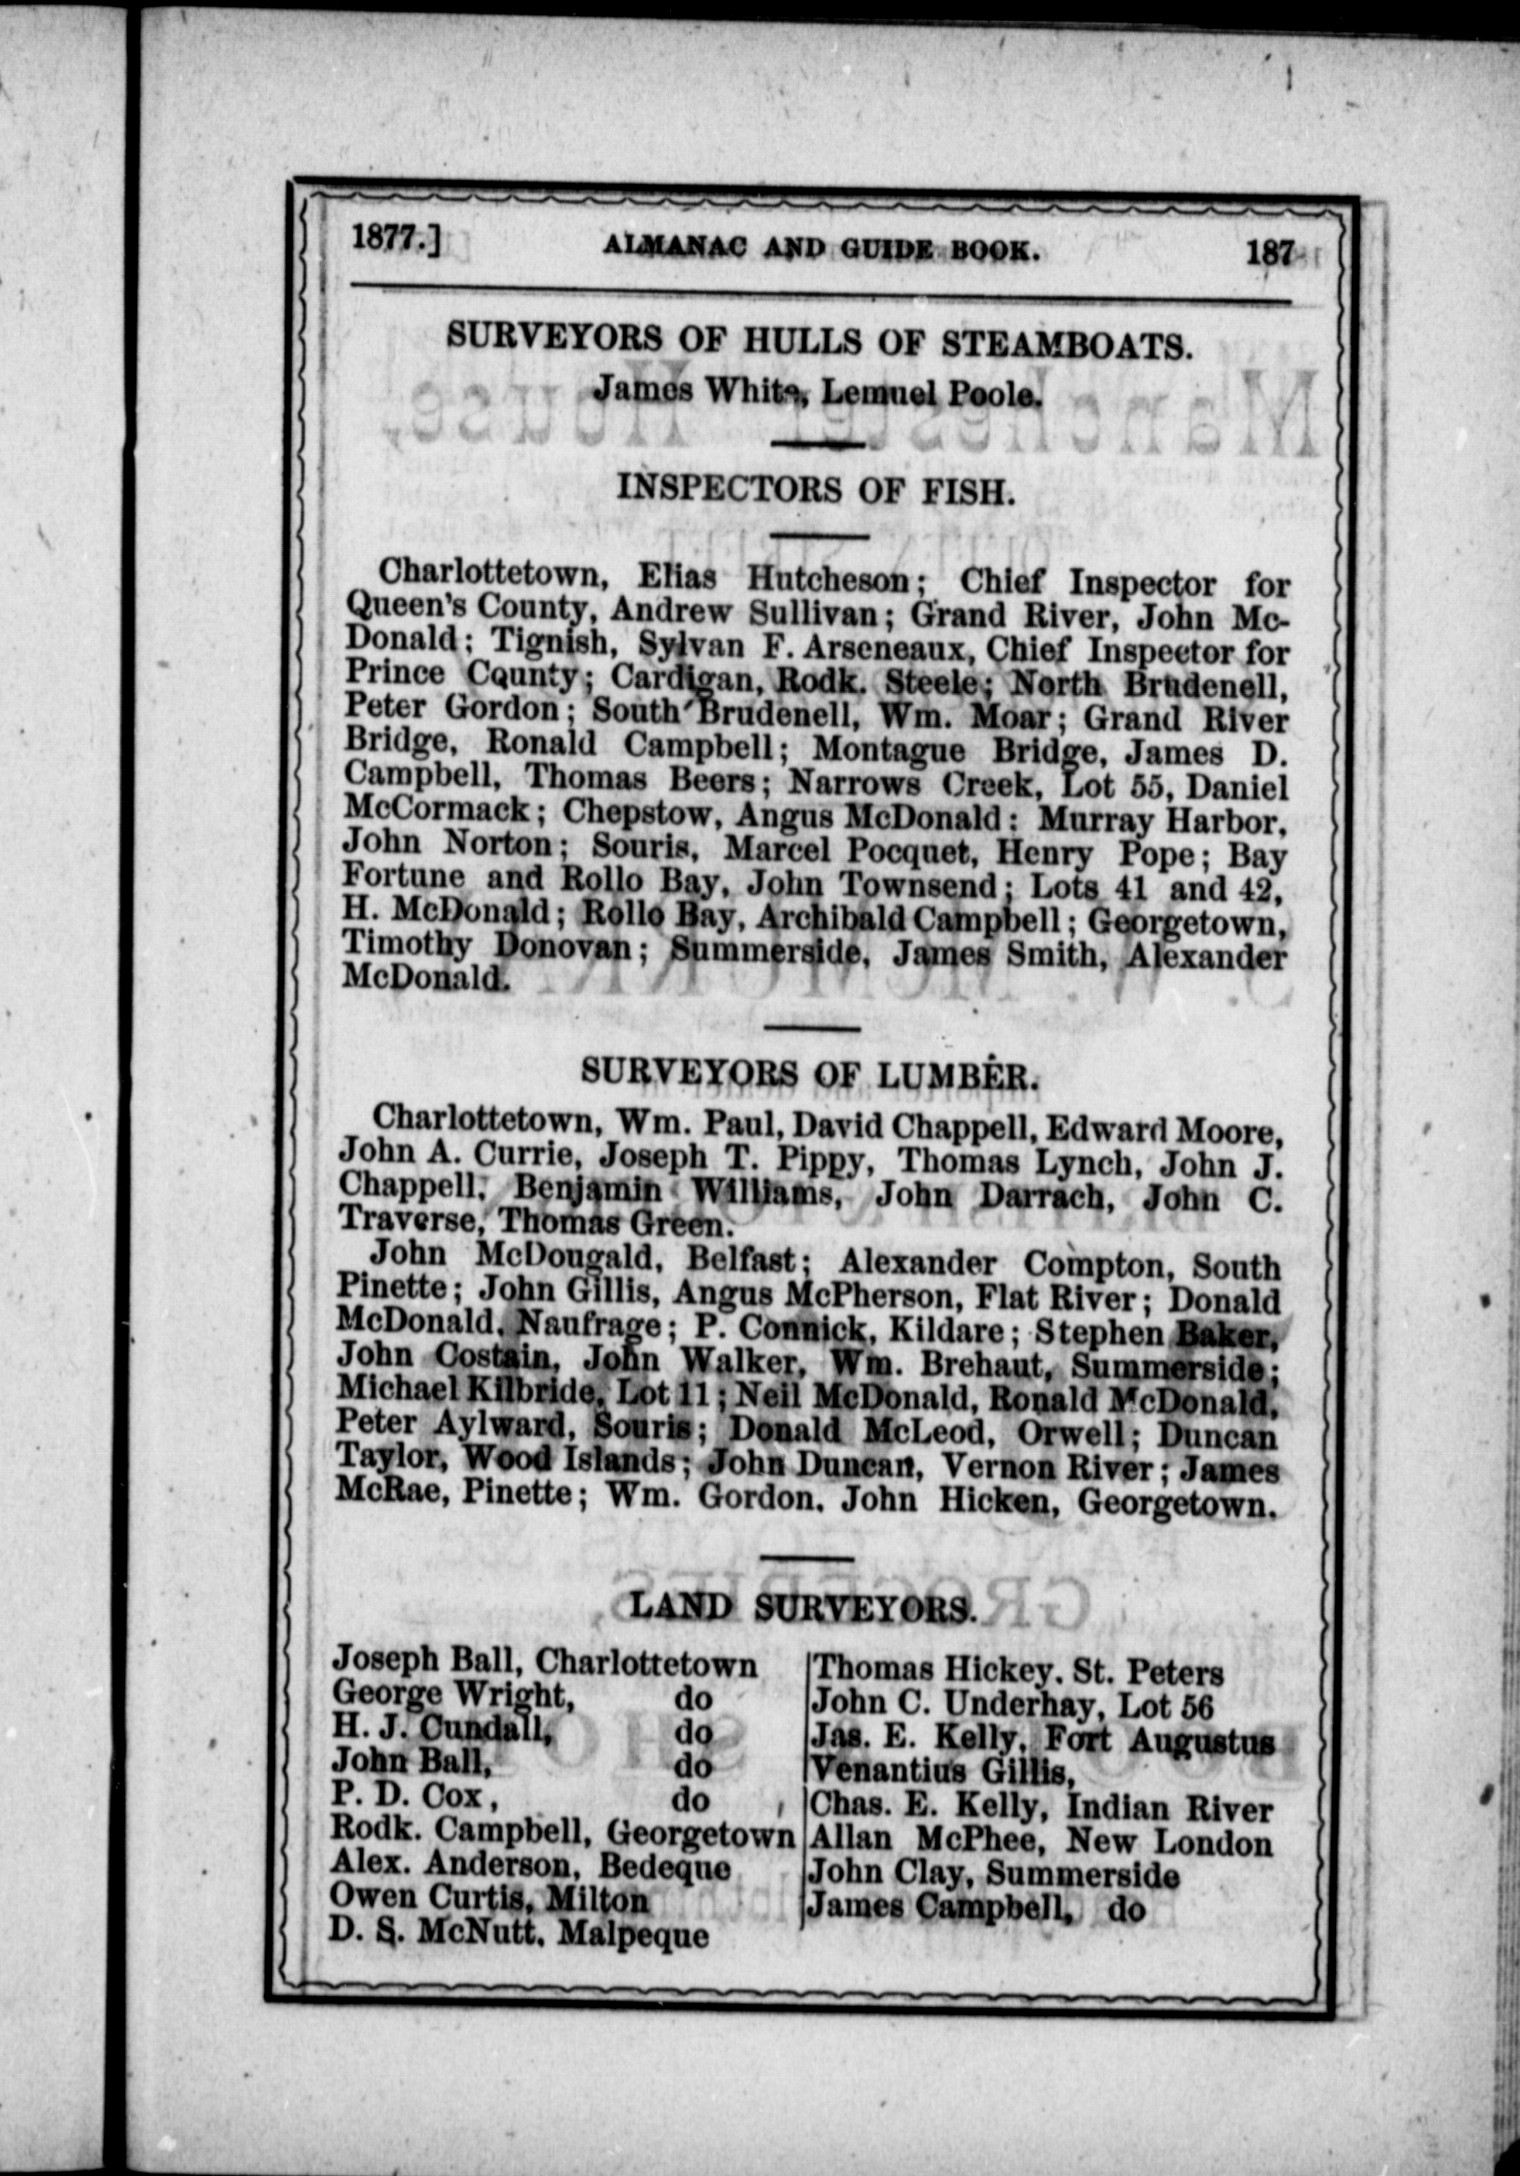 1877.] ALMANAC AND GUIDE BOOK. 187
SURVEYORS OF HULLS OF STEAMBOATS.
James White, Lemuel Poole.
INSPECTORS OF FISH.
Charlottetown, Elias Hutcheson; Chief Inspector for
Queen's County, Andrew Sullivan; Grand River, John Mc-
Donald; Tignish, Sylvan F. Arseneaux, Chief Inspector for
Prince County; Cardigan, Rodk. Steele; North Brudenell,
Peter Gordon; South Brudenell, Wm. Moar; Grand River
Bridge, Ronald Campbell; Montague Bridge, James D.
Campbell, Thomas Beers; Narrows Creek, Lot 55, Daniel
McCormack; Chepstow, Angus McDonald: Murray Harbor,
John Norton; Souris, Marcel Pocquet, Henry Pope; Bay
Fortune and Rollo Bay, John Townsend; Lots 41 and 42,
H. McDonald; Rollo Bay, Archibald Campbell; Georgetown,
Timothy Donovan; Summerside, James Smith, Alexander
McDonald.
SURVEYORS OF LUMBER.
Charlottetown, Wm. Paul, David Chappell, Edward Moore,
John A. Currie, Joseph T. Pippy, Thomas Lynch, John J.
Chappell, Benjamin Williams, John Darrach, John C.
Traverse, Thomas Green.
John McDougald, Belfast; Alexander Compton, South
Pinette; John Gillis, Angus McPherson, Flat River; Donald
McDonald, Naufrage; P. Connick, Kildare; Stephen Baker,
John Costain, John Walker, Wm. Brehaut, Summerside;
Michael Kilbride, Lot 11; Neil McDonald, Ronald McDonald,
Peter Aylward, Souris; Donald McLeod, Orwell; Duncan
Taylor, Wood Islands; John Duncan, Vernon River; James
McRae, Pinette; Wm. Gordon, John Hicken, Georgetown.
LAND SURVEYORS.
Joseph Ball, Charlottetown
George Wright, do
H. J. Cundall, do
John Ball, do
P. D. Cox, do
Rodk. Campbell, Georgetown
Alex. Anderson, Bedeque
Owen Curtis, Milton
D. S. McNutt, Malpeque
Thomas Hickey, St. Peters
John C. Underhay, Lot 56
Jas. E. Kelly, Fort Augustus
Venantius Gillis,
Chas. E. Kelly, Indian River
Allan McPhee, New London
John Clay, Summerside
James Campbell, do